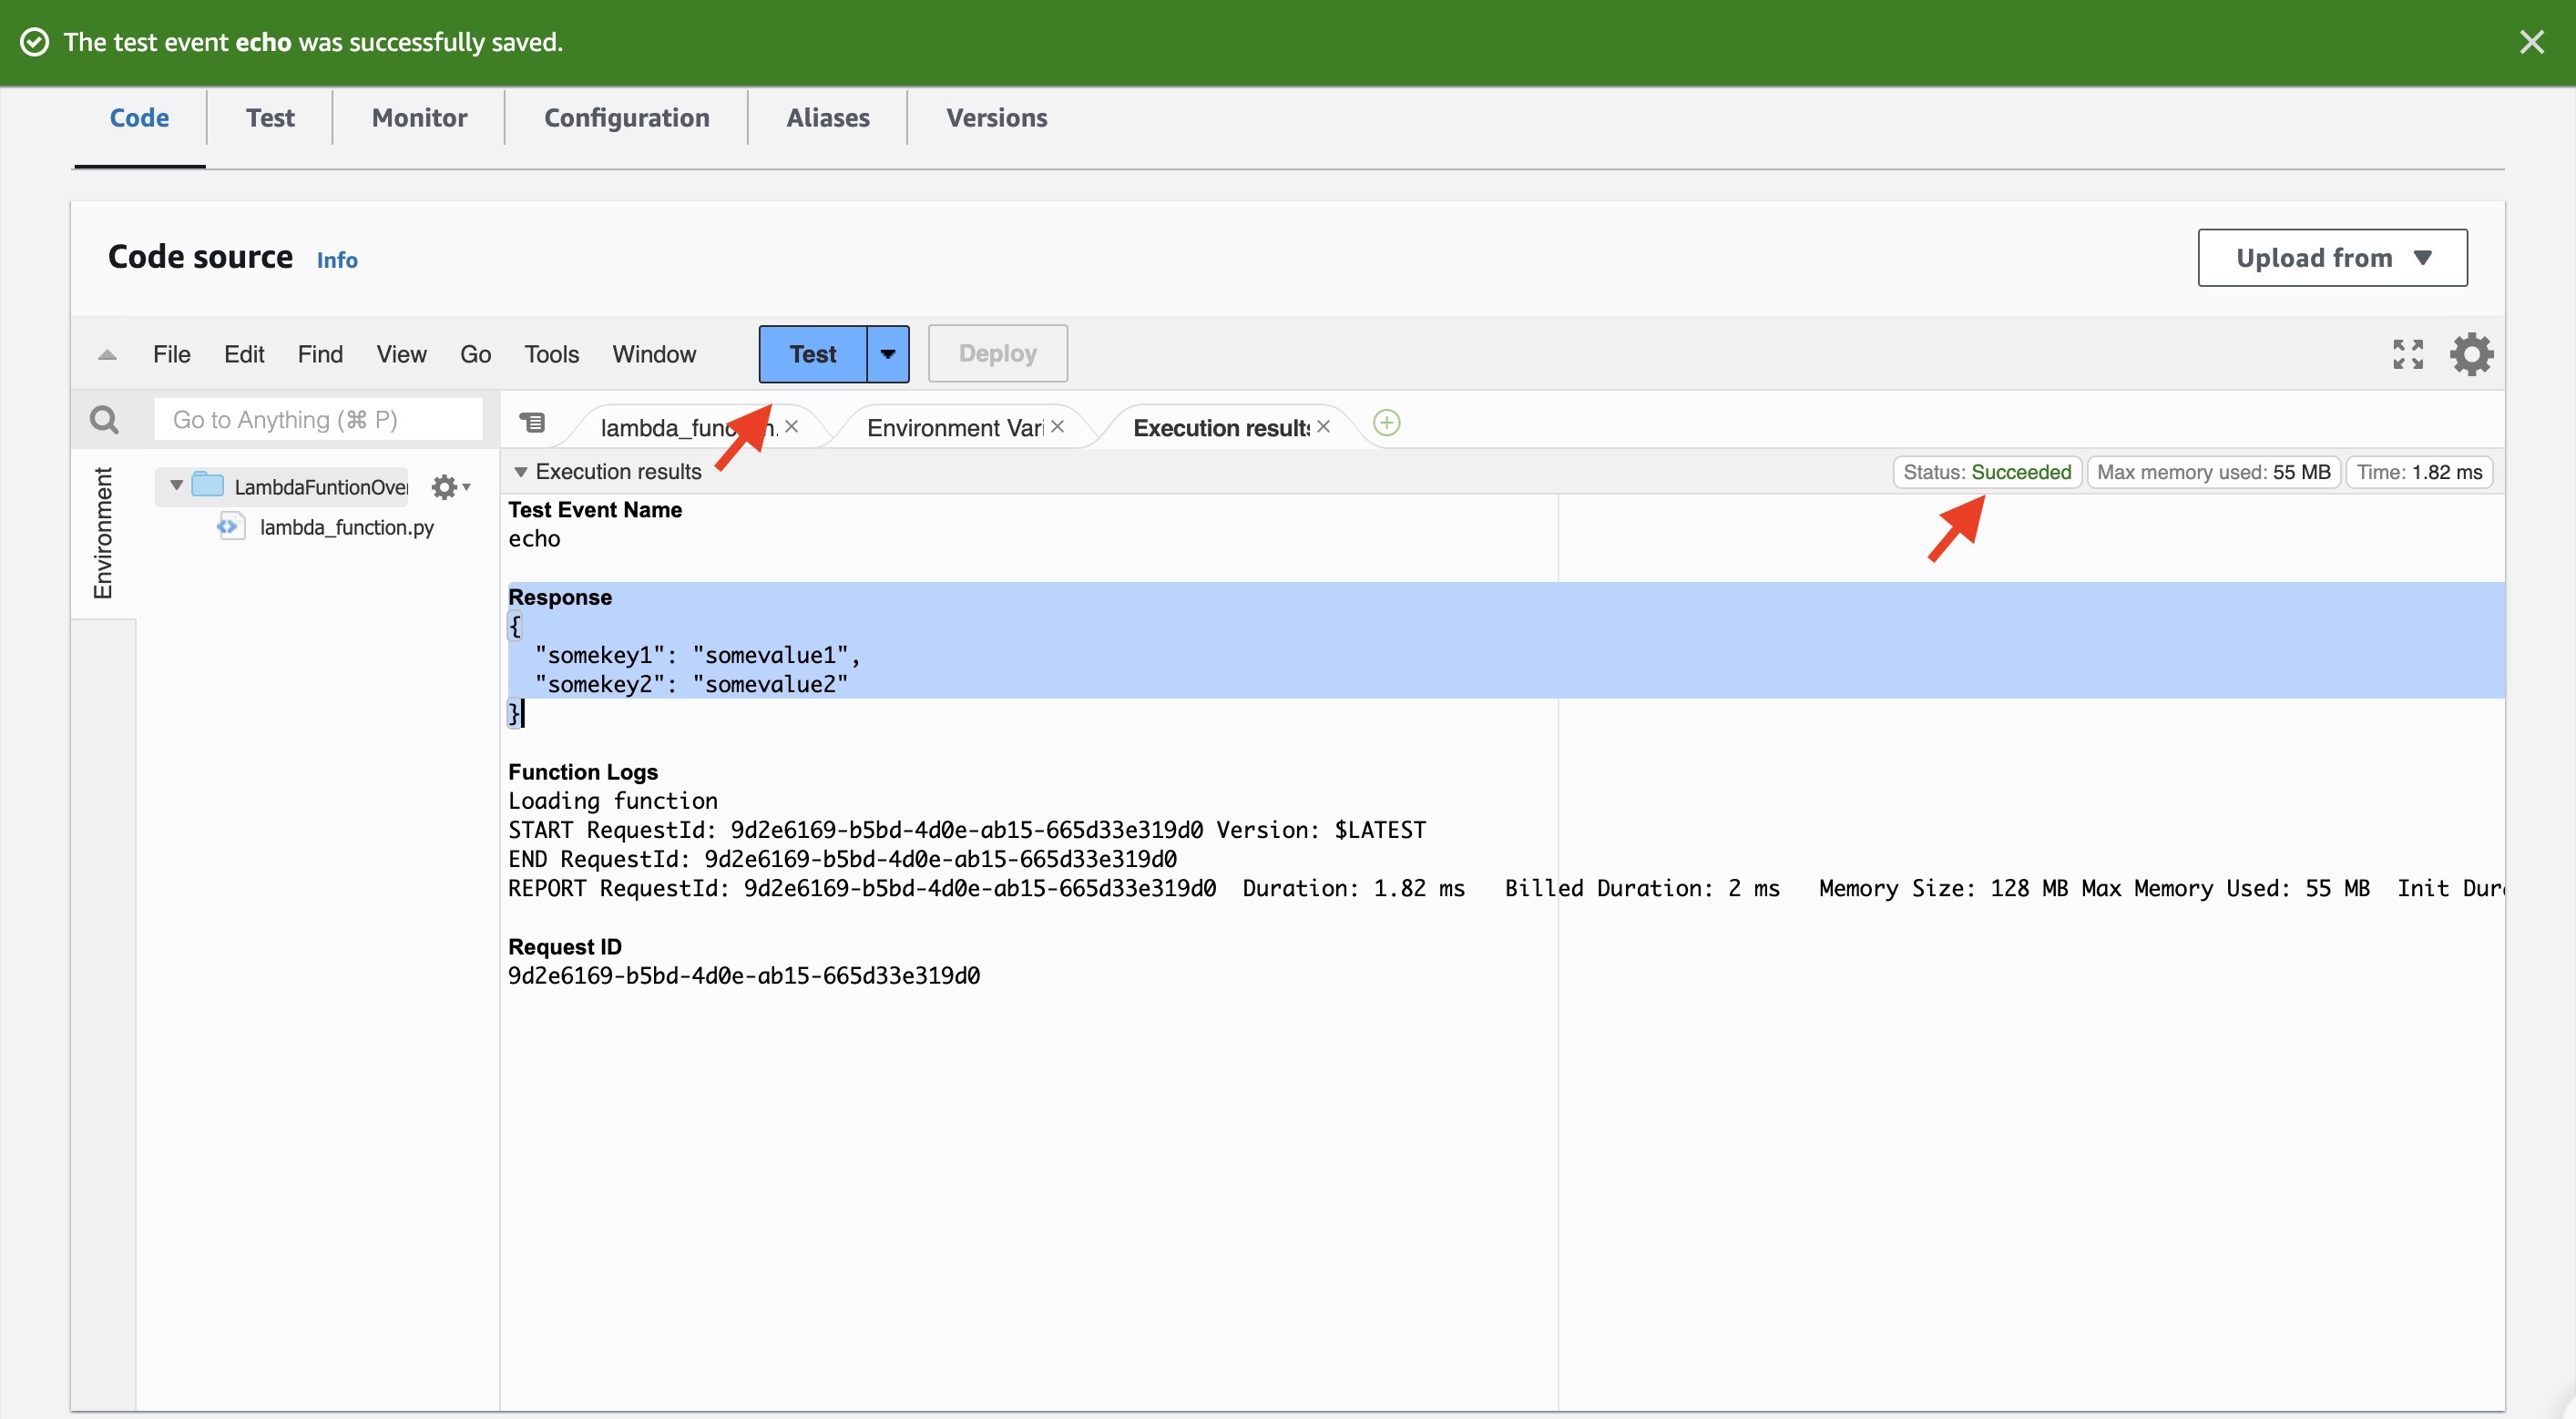 The test event echo was successfully saved.
Code Test Monitor Configuration Aliases Versions
Code source Info
Upload from
File Edit Find View Go Tools Window Test Deploy
Go to Anything (⌘ P)
Environment Vari Execution results
Execution results
Status: Succeeded Max memory used: 55 MB Time: 1.82 ms
Environment
LambdaFuntionOver
lambda_function.py
Test Event Name
echo
Response
{
"somekey1": "somevalue1",
"somekey2": "somevalue2"
}
Function Logs
Loading function
START RequestId: 9d2e6169-b5bd-4d0e-ab15-665d33e319d0 Version: $LATEST
END RequestId: 9d2e6169-b5bd-4d0e-ab15-665d33e319d0
REPORT RequestId: 9d2e6169-b5bd-4d0e-ab15-665d33e319d0 Duration: 1.82 ms Billed Duration: 2 ms Memory Size: 128 MB Max Memory Used: 55 MB Init Dur
Request ID
9d2e6169-b5bd-4d0e-ab15-665d33e319d0